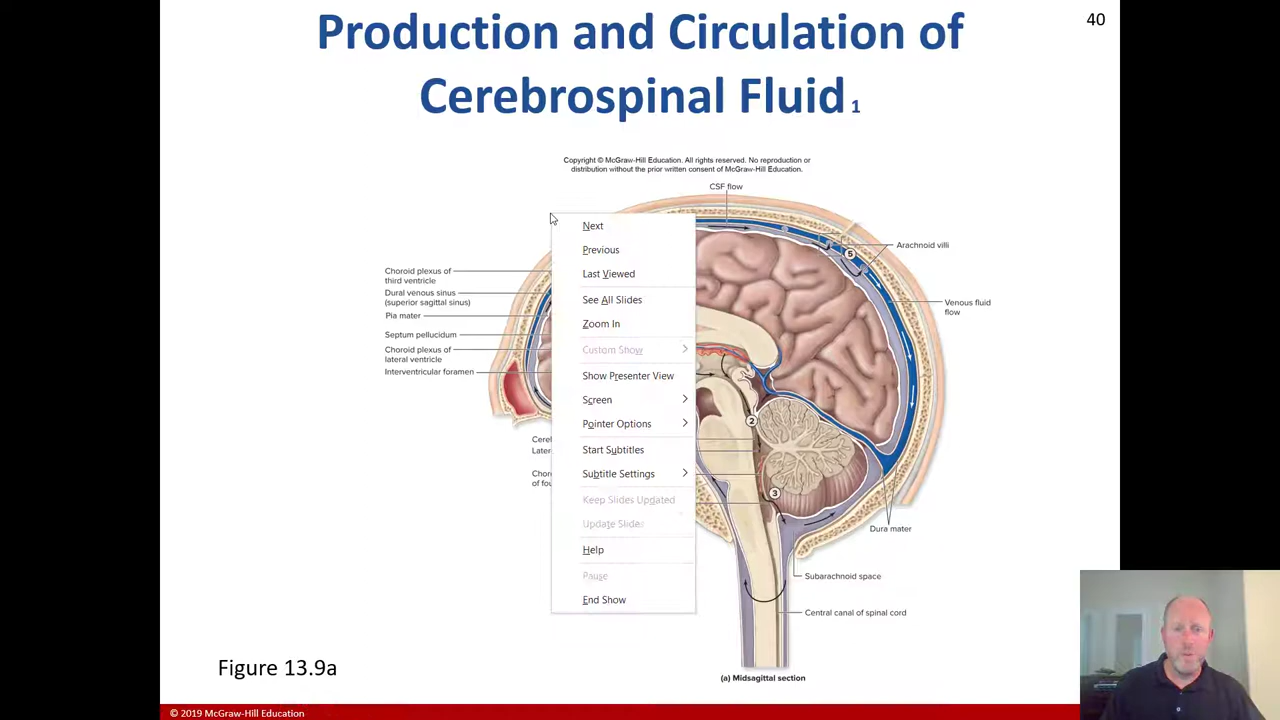 Production and Circulation of
Cerebrospinal Fluid 1
40
Copyright © McGraw-Hill Education. All rights reserved. No reproduction or
distribution without the prior written consent of McGraw-Hill Education.
CSF flow
Arachnoid villi
5
Venous fluid
flow
Choroid plexus of
third ventricle
Dural venous sinus
(superior sagittal sinus)
Pia mater
Septum pellucidum
Choroid plexus of
lateral ventricle
Interventricular foramen
Next
Previous
Last Viewed
See All Slides
Zoom In
Custom Show
Show Presenter View
Screen
Pointer Options
Start Subtitles
Subtitle Settings
Keep Slides Updated
Update Slides
Help
Pause
End Show
2
3
Dura mater
Subarachnoid space
Central canal of spinal cord
(a) Midsagittal section
Figure 13.9a
© 2019 McGraw-Hill Education